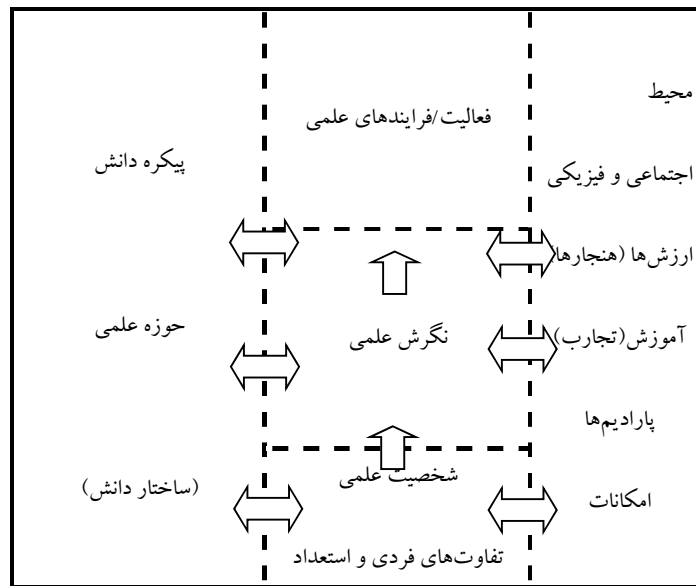 محیط
اجتماعی و فیزیکی
ارزش‌ها (هنجارها)
آموزش(تجارب)
پارادیم‌ها
امکانات
فعالیت/فرایندهای علمی
نگرش علمی
شخصیت علمی
تفاوت‌های فردی و استعداد
پیکره دانش
حوزه علمی
(ساختار دانش)